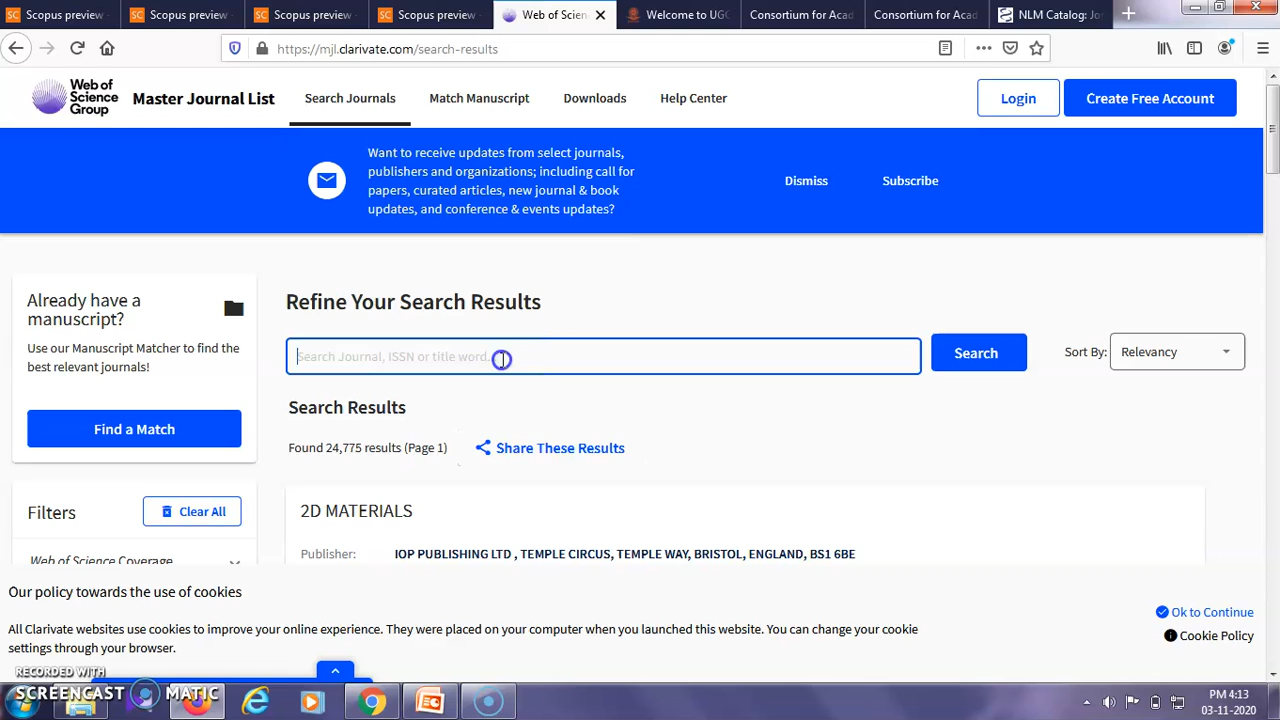 Scopus preview -
Scopus preview -
Scopus preview -
Scopus preview -
Web of Scien
Welcome to UGC
Consortium for Acad
Consortium for Acad
NLM Catalog: Jo
https://mjl.clarivate.com/search-results
Web of
Science
Group
Master Journal List
Search Journals
Match Manuscript
Downloads
Help Center
Login
Create Free Account
Want to receive updates from select journals,
publishers and organizations; including call for
papers, curated articles, new journal & book
updates, and conference & events updates?
Dismiss
Subscribe
Already have a
manuscript?
Use our Manuscript Matcher to find the
best relevant journals!
Find a Match
Refine Your Search Results
Search Journal, ISSN or title word.
Search
Sort By:
Relevancy
Search Results
Found 24,775 results (Page 1)
Share These Results
Filters
Clear All
Web of Science Coverage
2D MATERIALS
Publisher:
IOP PUBLISHING LTD , TEMPLE CIRCUS, TEMPLE WAY, BRISTOL, ENGLAND, BS1 6BE
Our policy towards the use of cookies
All Clarivate websites use cookies to improve your online experience. They were placed on your computer when you launched this website. You can change your cookie
settings through your browser.
Ok to Continue
Cookie Policy
RECORDED WITH
SCREENCAST MATIC
PM 4:13
03-11-2020